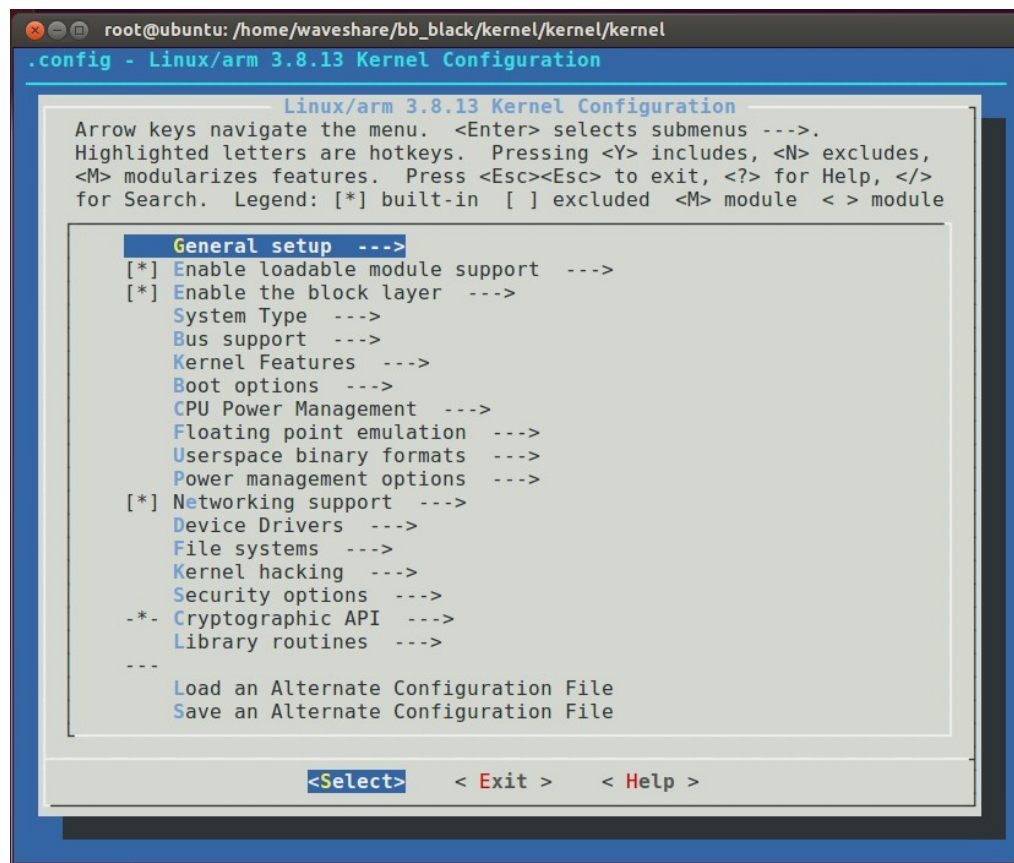 root@ubuntu: /home/waveshare/bb_black/kernel/kernel/kernel
.config - Linux/arm 3.8.13 Kernel Configuration
Linux/arm 3.8.13 Kernel Configuration
Arrow keys navigate the menu. <Enter> selects submenus --->.
Highlighted letters are hotkeys. Pressing <Y> includes, <N> excludes,
<M> modularizes features. Press <Esc><Esc> to exit, <?> for Help, </>
for Search. Legend: [*] built-in [ ] excluded <M> module < > module
General setup --->
[*] Enable loadable module support --->
[*] Enable the block layer --->
System Type --->
Bus support --->
Kernel Features --->
Boot options --->
CPU Power Management --->
Floating point emulation --->
Userspace binary formats --->
Power management options --->
[*] Networking support --->
Device Drivers --->
File systems --->
Kernel hacking --->
Security options --->
-*- Cryptographic API --->
Library routines --->
---
Load an Alternate Configuration File
Save an Alternate Configuration File
<Select> < Exit > < Help >